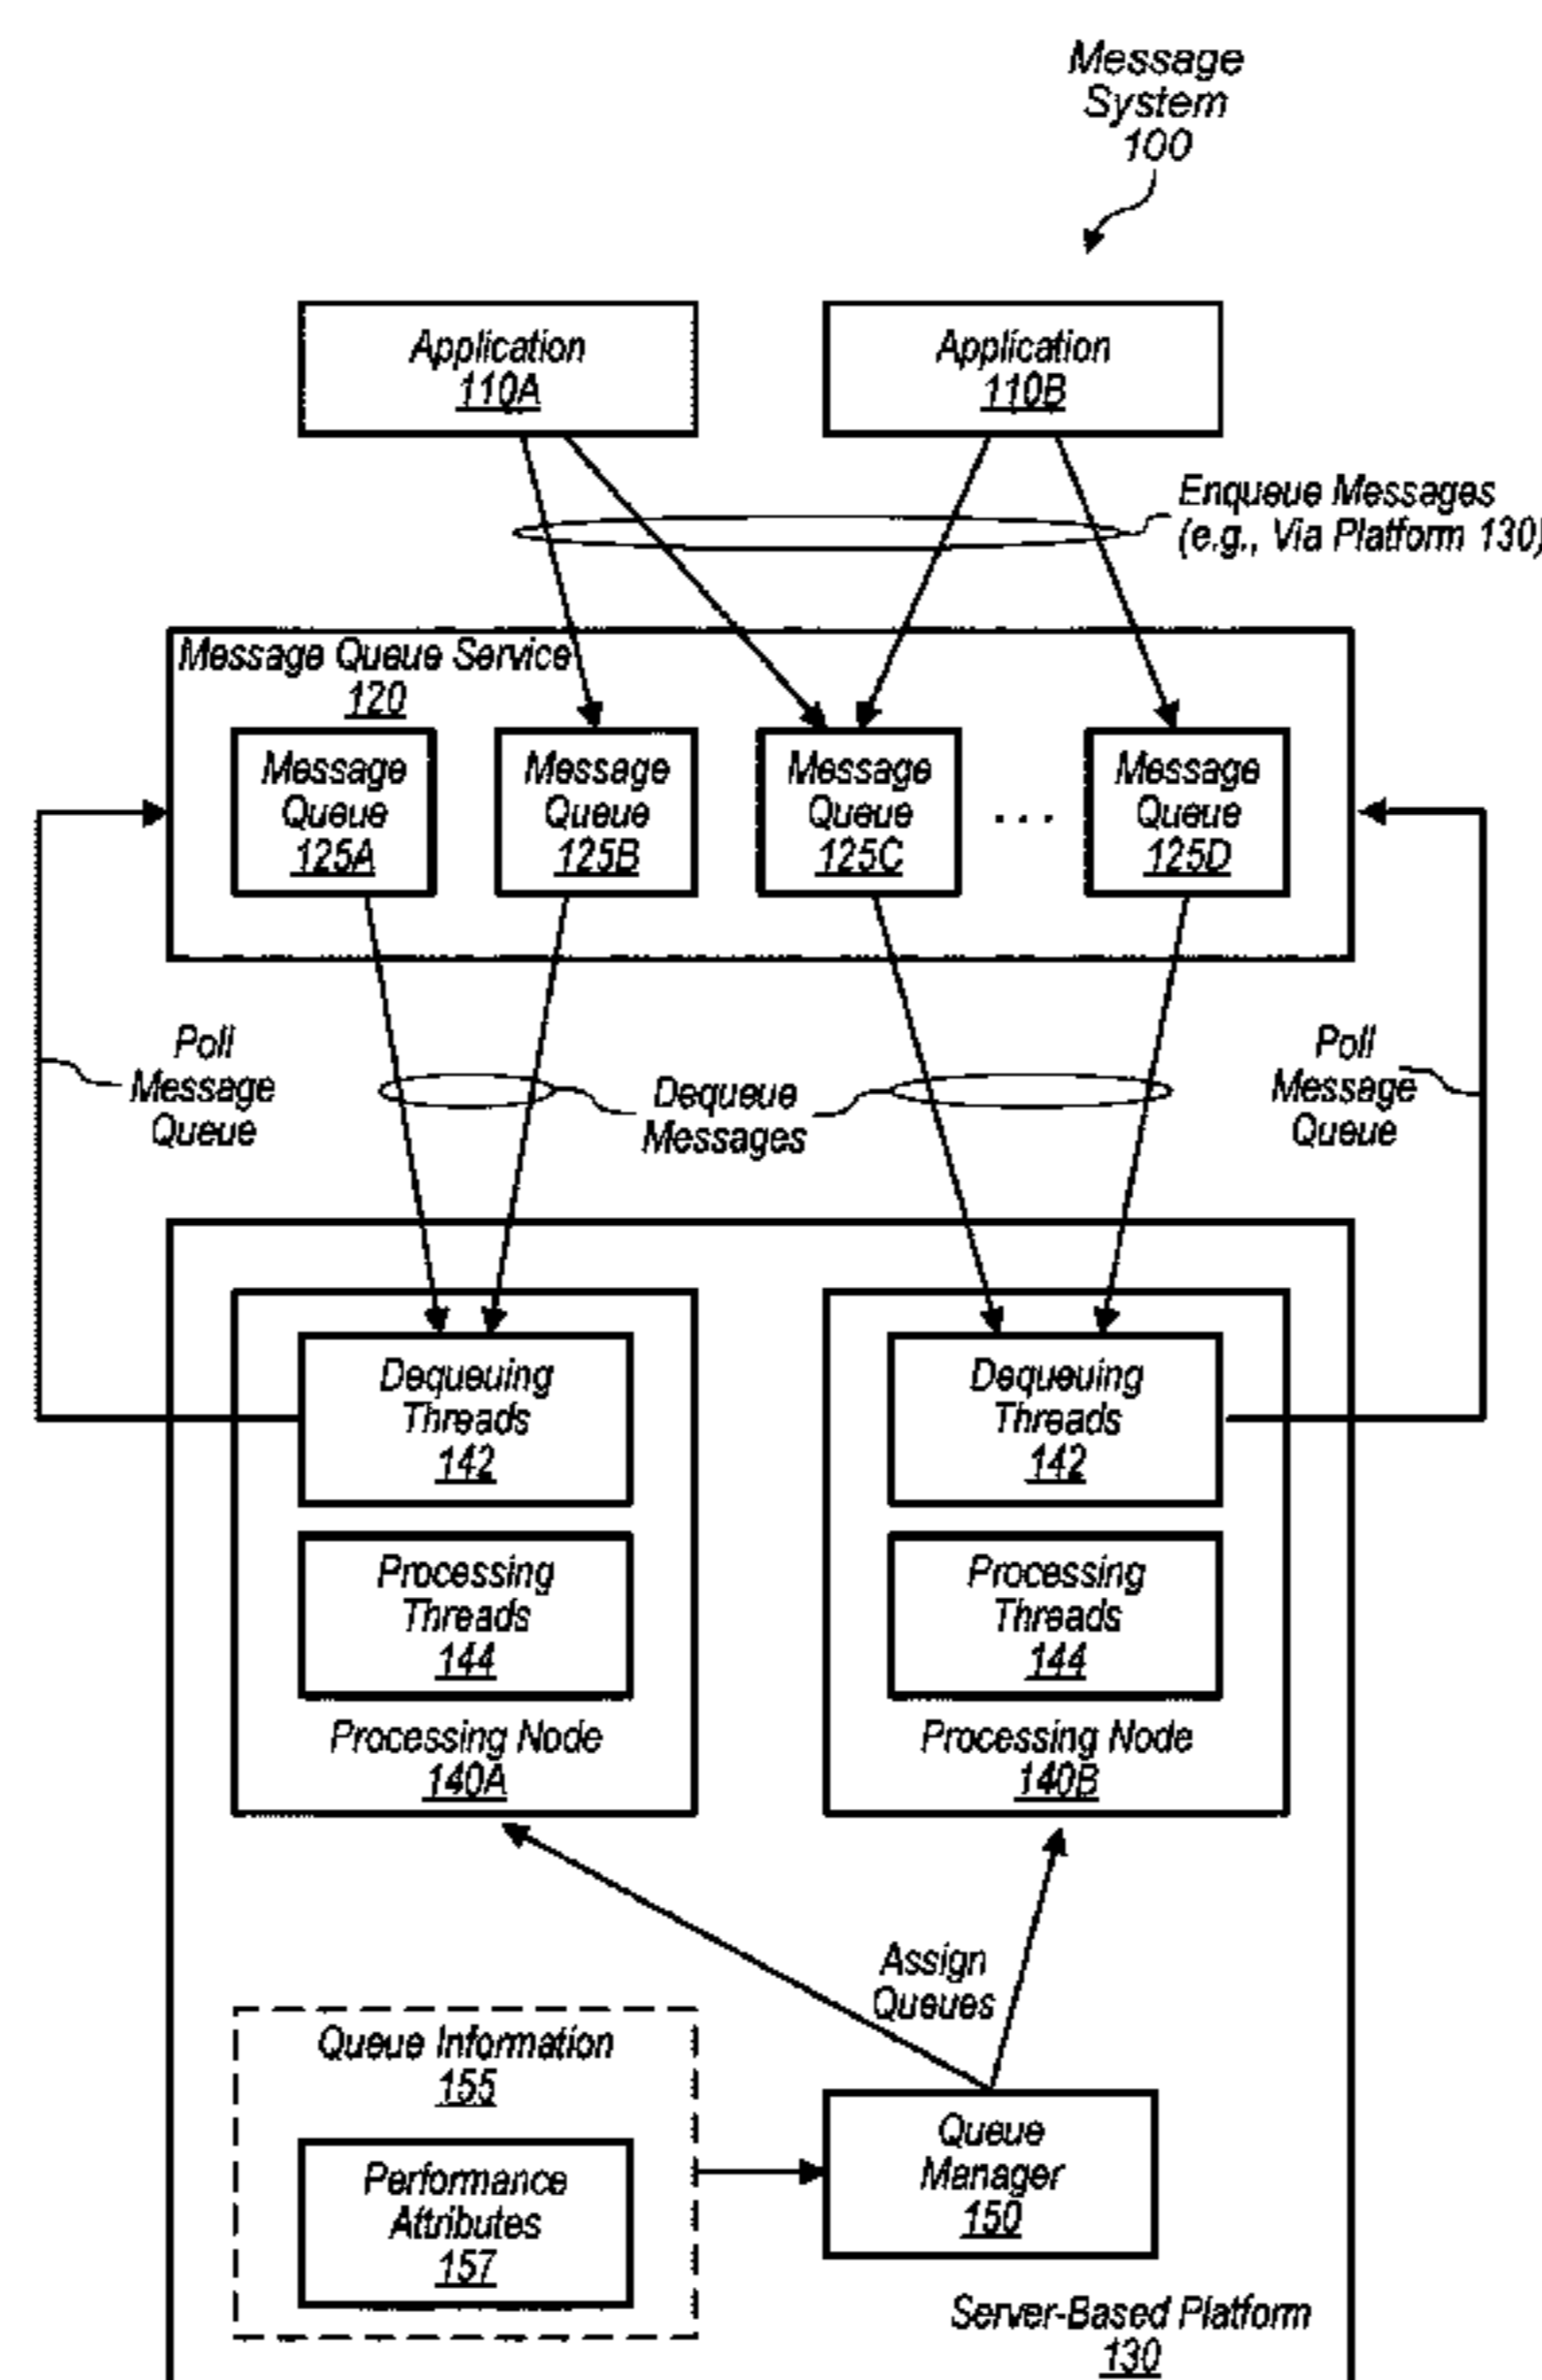 Message
System
100
Application
110A
Application
110B
Enqueue Messages
(e.g., Via Platform 130)
Message Queue Service
120
Message
Queue
125A
Message
Queue
125B
Message
Queue
125C
...
Message
Queue
125D
Poll
Message
Queue
Dequeue
Messages
Poll
Message
Queue
Dequeuing
Threads
142
Processing
Threads
144
Processing Node
140A
Dequeuing
Threads
142
Processing
Threads
144
Processing Node
140B
Assign
Queues
Queue Information
155
Performance
Attributes
157
Queue
Manager
150
Server-Based Platform
130